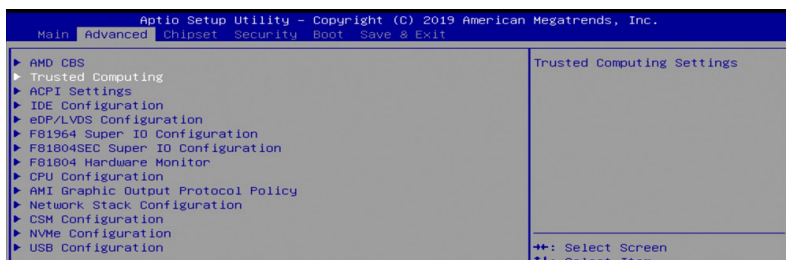 Aptio Setup Utility – Copyright (C) 2019 American Megatrends, Inc.
Main Advanced Chipset Security Boot Save & Exit
▶ AMD CBS
▶ Trusted Computing
▶ ACPI Settings
▶ IDE Configuration
▶ eDP/LVDS Configuration
▶ F81964 Super IO Configuration
▶ F81804SEC Super IO Configuration
▶ F81804 Hardware Monitor
▶ CPU Configuration
▶ AMI Graphic Output Protocol Policy
▶ Network Stack Configuration
▶ CSM Configuration
▶ NVMe Configuration
▶ USB Configuration
Trusted Computing Settings
→←: Select Screen
↑↓: Select Item